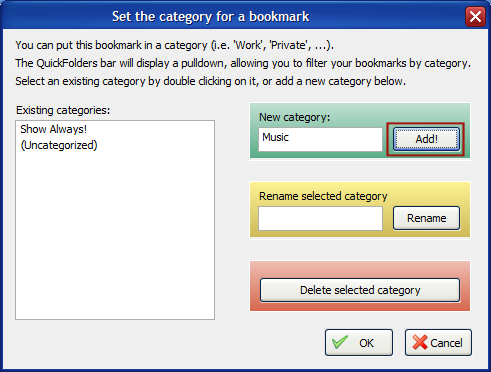 Set the category for a bookmark
You can put this bookmark in a category (i.e. 'Work', 'Private', ...).
The QuickFolders bar will display a pulldown, allowing you to filter your bookmarks by category.
Select an existing category by double clicking on it, or add a new category below.
Existing categories:
Show Always!
(Uncategorized)
New category:
Music
Add!
Rename selected category
Rename
Delete selected category
OK
Cancel